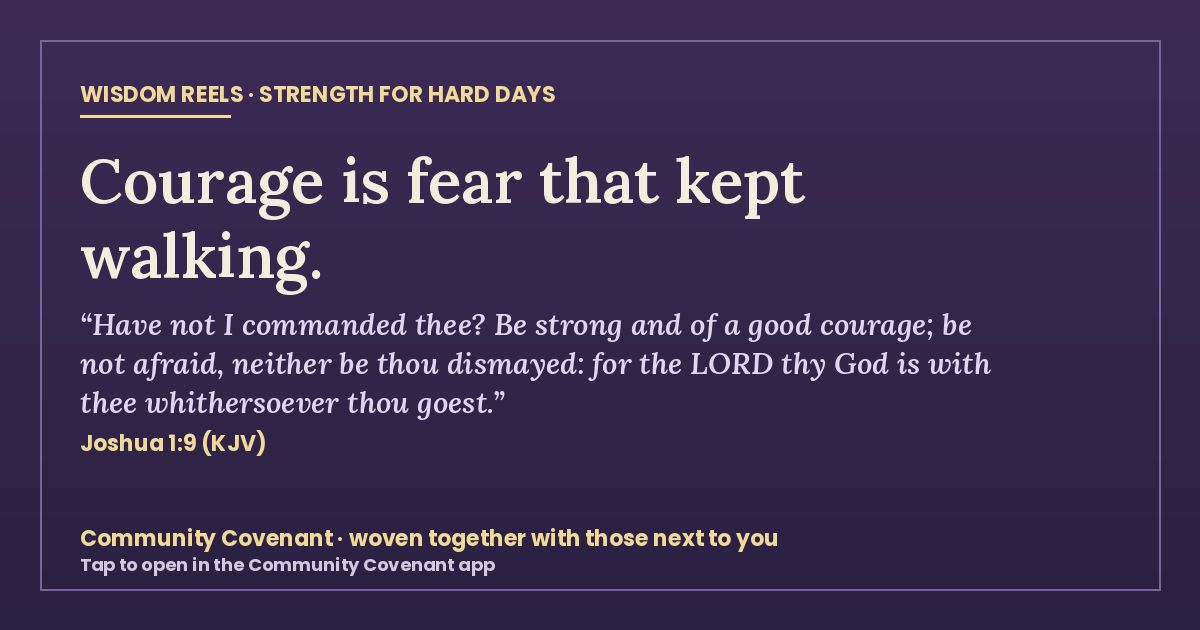 WISDOM REELS · STRENGTH FOR HARD DAYS
Courage is fear that kept
walking.
“Have not I commanded thee? Be strong and of a good courage; be
not afraid, neither be thou dismayed: for the LORD thy God is with
thee whithersoever thou goest.”
Joshua 1:9 (KJV)
Community Covenant · woven together with those next to you
Tap to open in the Community Covenant app